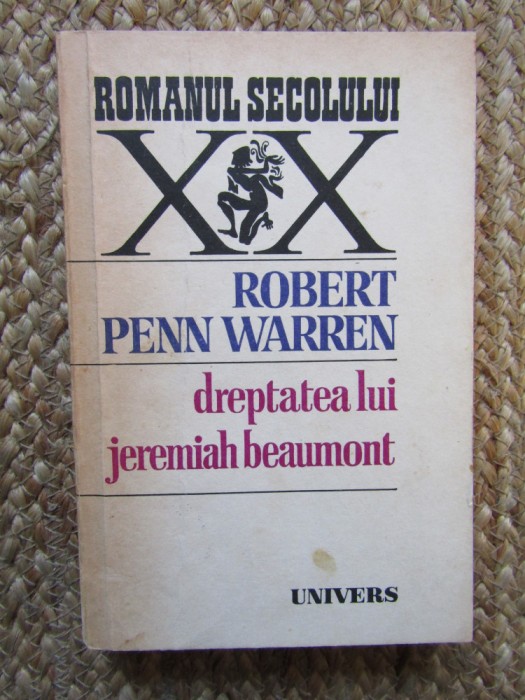 ROMANUL SECOLULUI
XX
ROBERT
PENN WARREN
dreptatea lui
jeremiah beaumont
UNIVERS